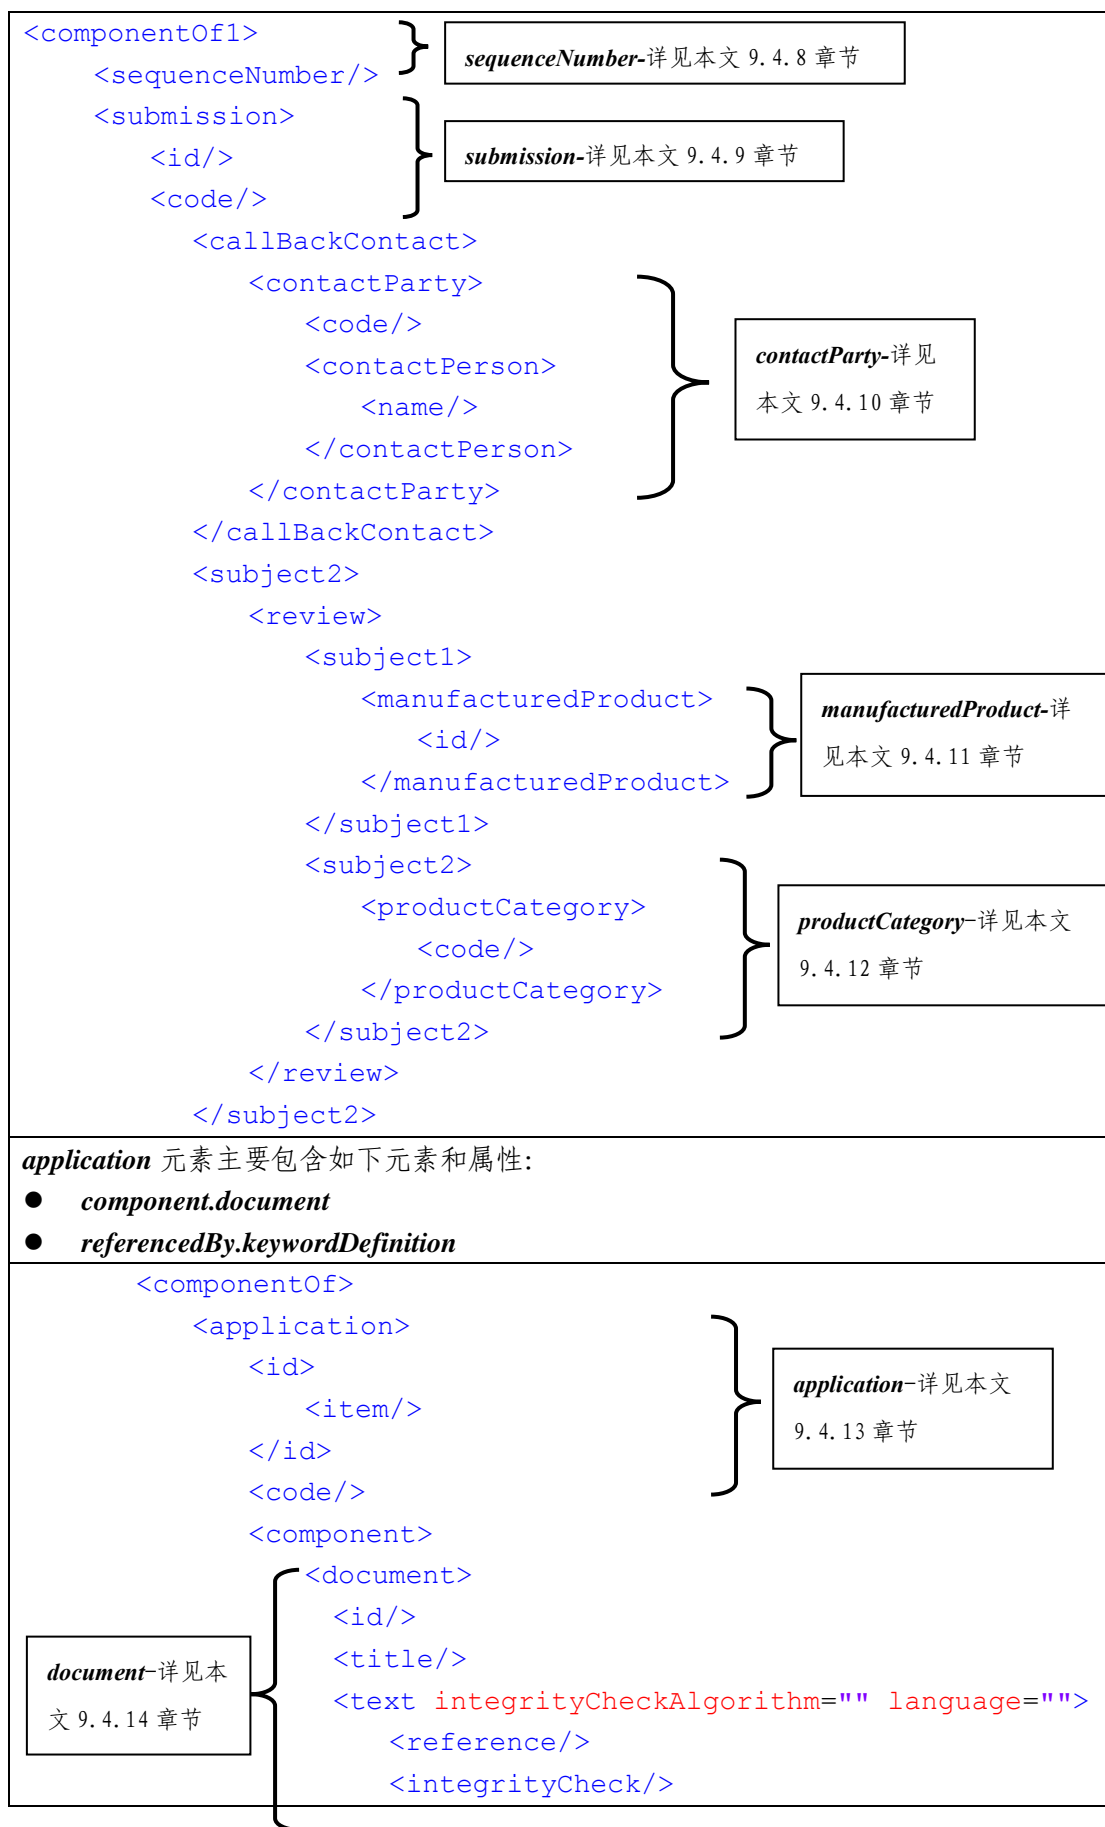 <componentOf1>
<sequenceNumber/>
sequenceNumber-详见本文 9.4.8 章节
<submission>
<id/>
<code/>
submission-详见本文 9.4.9 章节
<callBackContact>
<contactParty>
<code/>
<contactPerson>
<name/>
</contactPerson>
</contactParty>
contactParty-详见
本文 9.4.10 章节
</callBackContact>
<subject2>
<review>
<subject1>
<manufacturedProduct>
<id/>
</manufacturedProduct>
manufacturedProduct-详
见本文 9.4.11 章节
</subject1>
<subject2>
<productCategory>
<code/>
</productCategory>
</subject2>
productCategory-详见本文
9.4.12 章节
</review>
</subject2>
application 元素主要包含如下元素和属性:
● component.document
● referencedBy.keywordDefinition
<componentOf>
<application>
<id>
<item/>
</id>
<code/>
application-详见本文
9.4.13 章节
<component>
<document>
<id/>
<title/>
<text integrityCheckAlgorithm="" language="">
<reference/>
<integrityCheck/>
document-详见本
文 9.4.14 章节